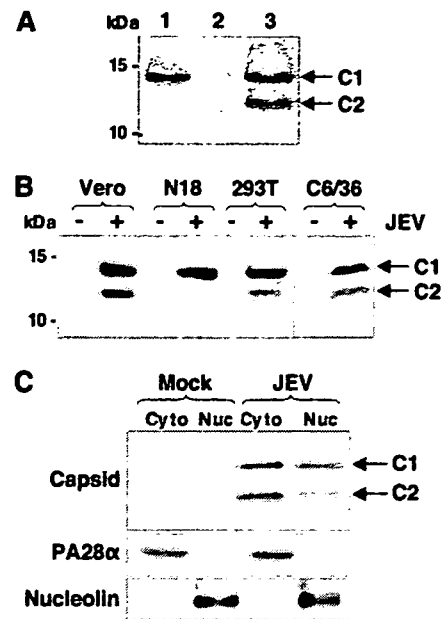 A
kDa 1 2 3
15 -
C1
C2
10 -
B
Vero N18 293T C6/36
kDa - + - + - + - + JEV
15 -
C1
C2
10 -
C
Mock JEV
Cyto Nuc Cyto Nuc
Capsid
C1
C2
PA28α
Nucleolin